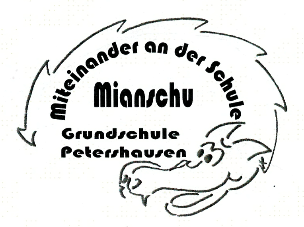 Miteinander an der Schule
Mianschu
Grundschule
Petershausen